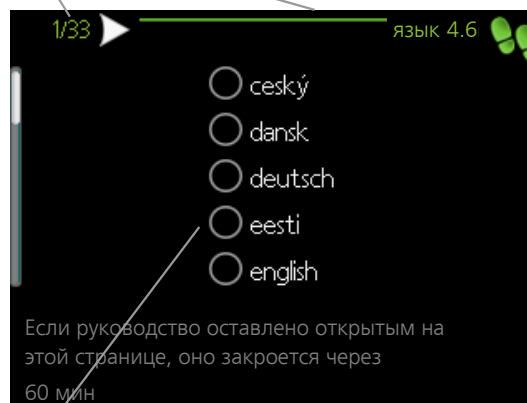 1/33
язык 4.6
ceský
dansk
deutsch
eesti
english
Если руководство оставлено открытым на
этой странице, оно закроется через
60 мин